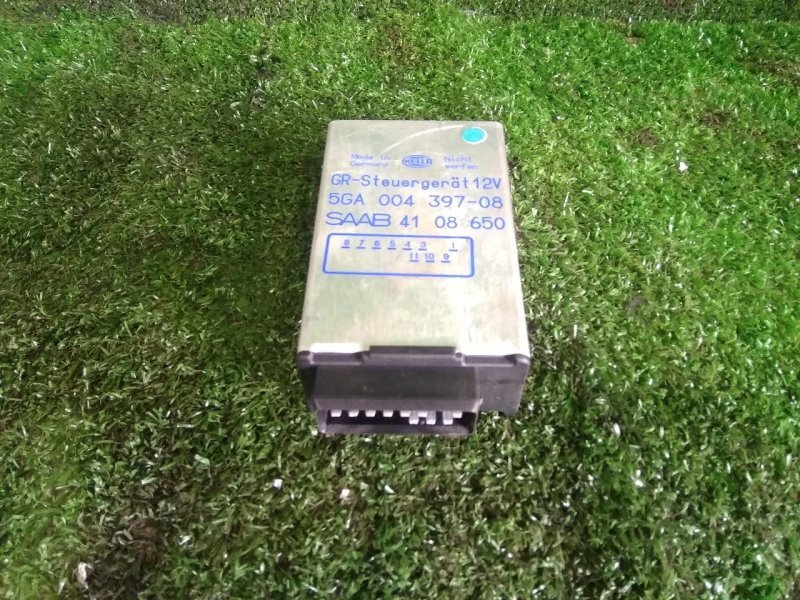 Made in Germany HELLA Nicht werfen
GR-Steuergerät 12V
5GA 004 397-08
SAAB 41 08 650
8 7 6 5 4 3 1
11 10 9